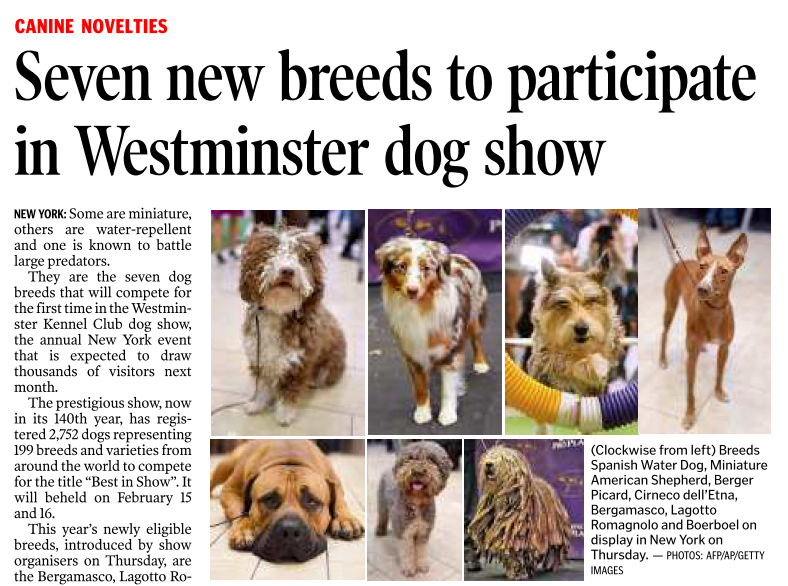 CANINE NOVELTIES
Seven new breeds to participate
in Westminster dog show
NEW YORK: Some are miniature,
others are water-repellent
and one is known to battle
large predators.
They are the seven dog
breeds that will compete for
the first time in the Westmin-
ster Kennel Club dog show,
the annual New York event
that is expected to draw
thousands of visitors next
month.
The prestigious show, now
in its 140th year, has regis-
tered 2,752 dogs representing
199 breeds and varieties from
around the world to compete
for the title “Best in Show”. It
will beheld on February 15
and 16.
This year’s newly eligible
breeds, introduced by show
organisers on Thursday, are
the Bergamasco, Lagotto Ro-
(Clockwise from left) Breeds
Spanish Water Dog, Miniature
American Shepherd, Berger
Picard, Cirneco dell’Etna,
Bergamasco, Lagotto
Romagnolo and Boerboel on
display in New York on
Thursday. — PHOTOS: AFP/AP/GETTY
IMAGES